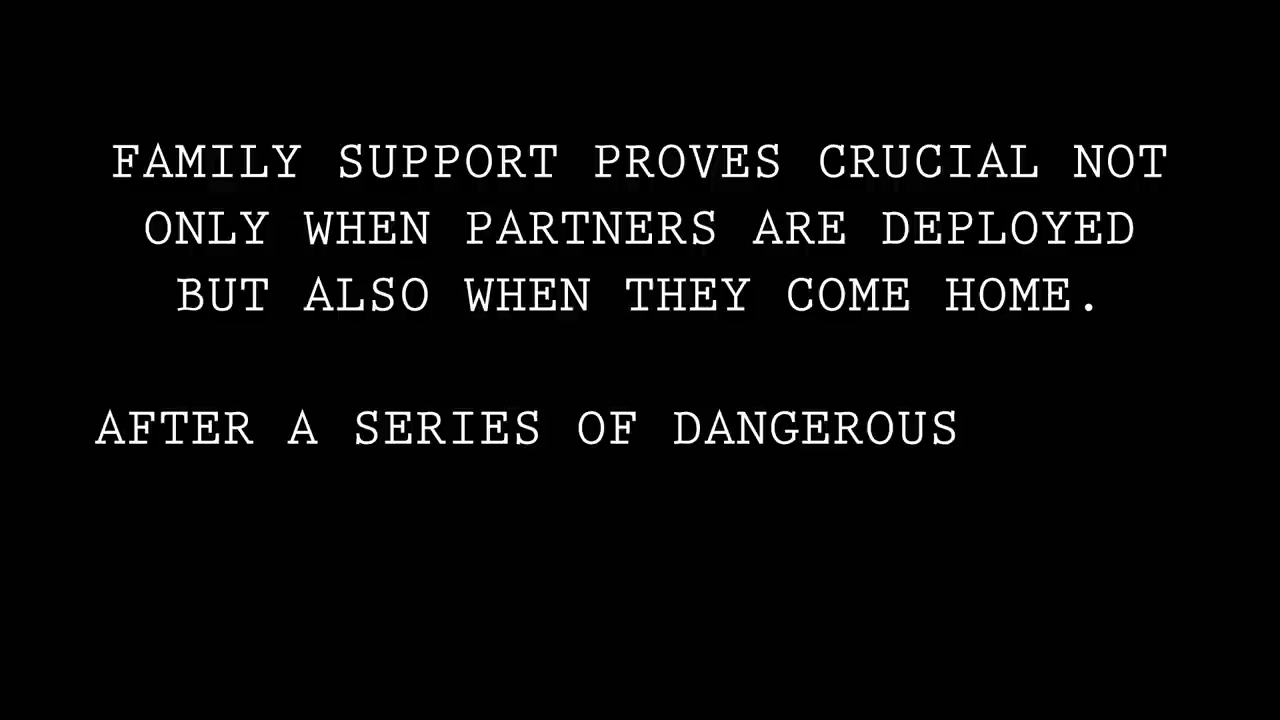 FAMILY SUPPORT PROVES CRUCIAL NOT
ONLY WHEN PARTNERS ARE DEPLOYED
BUT ALSO WHEN THEY COME HOME.
AFTER A SERIES OF DANGEROUS